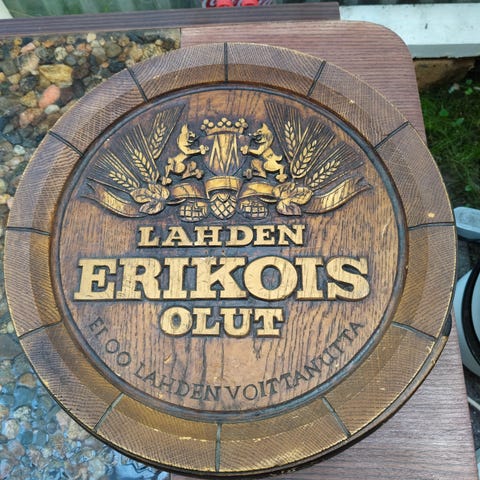 LAHDEN
ERIKOIS
OLUT
EI OO LAHDEN VOITTANUTTA